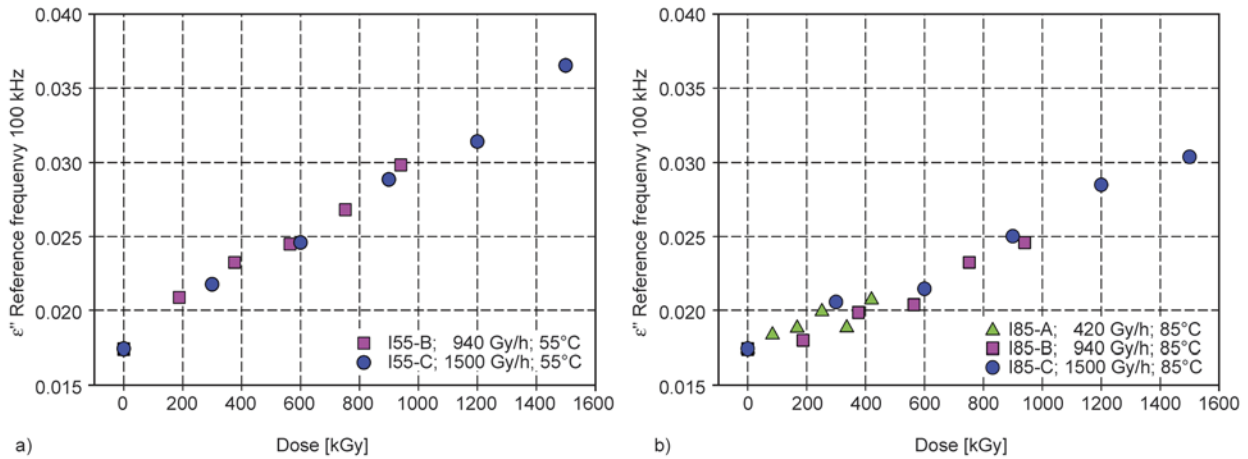 0.040
0.035
0.030
0.025
0.020
0.015
ε" Reference frequenvy 100 kHz
I55-B; 940 Gy/h; 55°C
I55-C; 1500 Gy/h; 55°C
0 200 400 600 800 1000 1200 1400 1600
a) Dose [kGy]
0.040
0.035
0.030
0.025
0.020
0.015
ε" Reference frequenvy 100 kHz
I85-A; 420 Gy/h; 85°C
I85-B; 940 Gy/h; 85°C
I85-C; 1500 Gy/h; 85°C
0 200 400 600 800 1000 1200 1400 1600
b) Dose [kGy]